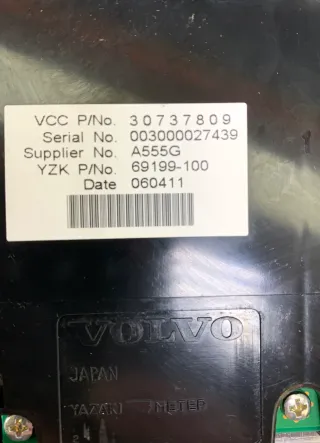 VCC P/No. 30737809
Serial No. 003000027439
Supplier No. A555G
YZK P/No. 69199-100
Date 060411
VOLVO
JAPAN
YAZAKI METER